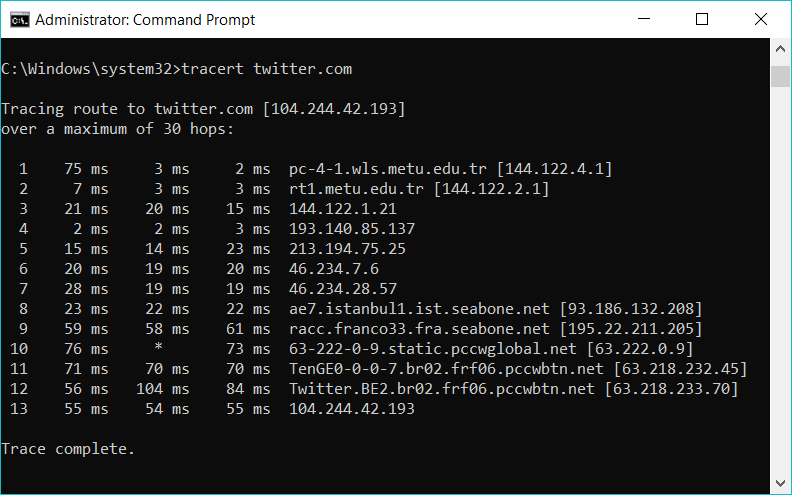 Administrator: Command Prompt
C:\Windows\system32>tracert twitter.com
Tracing route to twitter.com [104.244.42.193]
over a maximum of 30 hops:
1 75 ms 3 ms 2 ms pc-4-1.wls.metu.edu.tr [144.122.4.1]
2 7 ms 3 ms 3 ms rt1.metu.edu.tr [144.122.2.1]
3 21 ms 20 ms 15 ms 144.122.1.21
4 2 ms 2 ms 3 ms 193.140.85.137
5 15 ms 14 ms 23 ms 213.194.75.25
6 20 ms 19 ms 20 ms 46.234.7.6
7 28 ms 19 ms 19 ms 46.234.28.57
8 23 ms 22 ms 22 ms ae7.istanbul1.ist.seabone.net [93.186.132.208]
9 59 ms 58 ms 61 ms racc.franco33.fra.seabone.net [195.22.211.205]
10 76 ms * 73 ms 63-222-0-9.static.pccwglobal.net [63.222.0.9]
11 71 ms 70 ms 70 ms TenGE0-0-0-7.br02.frf06.pccwbtn.net [63.218.232.45]
12 56 ms 104 ms 84 ms Twitter.BE2.br02.frf06.pccwbtn.net [63.218.233.70]
13 55 ms 54 ms 55 ms 104.244.42.193
Trace complete.